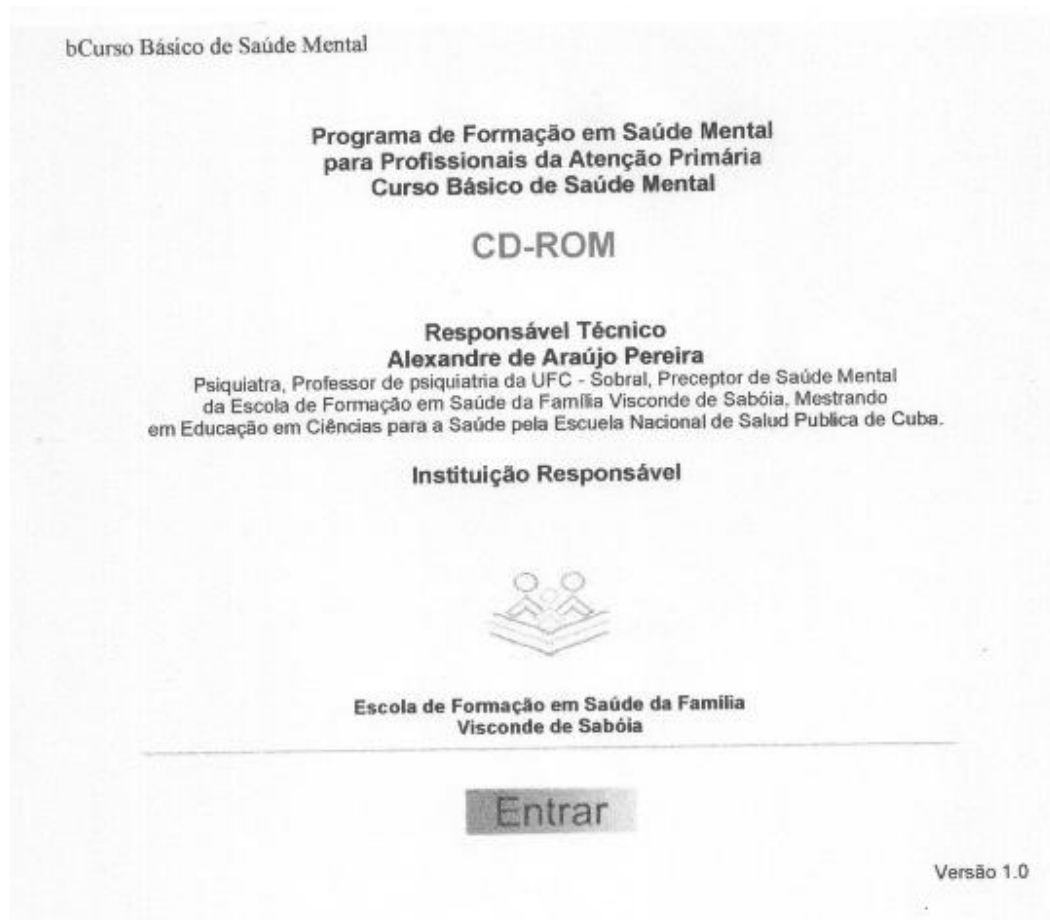 bCurso Básico de Saúde Mental
Programa de Formação em Saúde Mental
para Profissionais da Atenção Primária
Curso Básico de Saúde Mental
CD-ROM
Responsável Técnico
Alexandre de Araújo Pereira
Psiquiatra, Professor de psiquiatria da UFC - Sobral, Preceptor de Saúde Mental
da Escola de Formação em Saúde da Família Visconde de Sabóia, Mestrando
em Educação em Ciências para a Saúde pela Escuela Nacional de Salud Publica de Cuba.
Instituição Responsável
Escola de Formação em Saúde da Familia
Visconde de Sabóia
Entrar
Versão 1.0